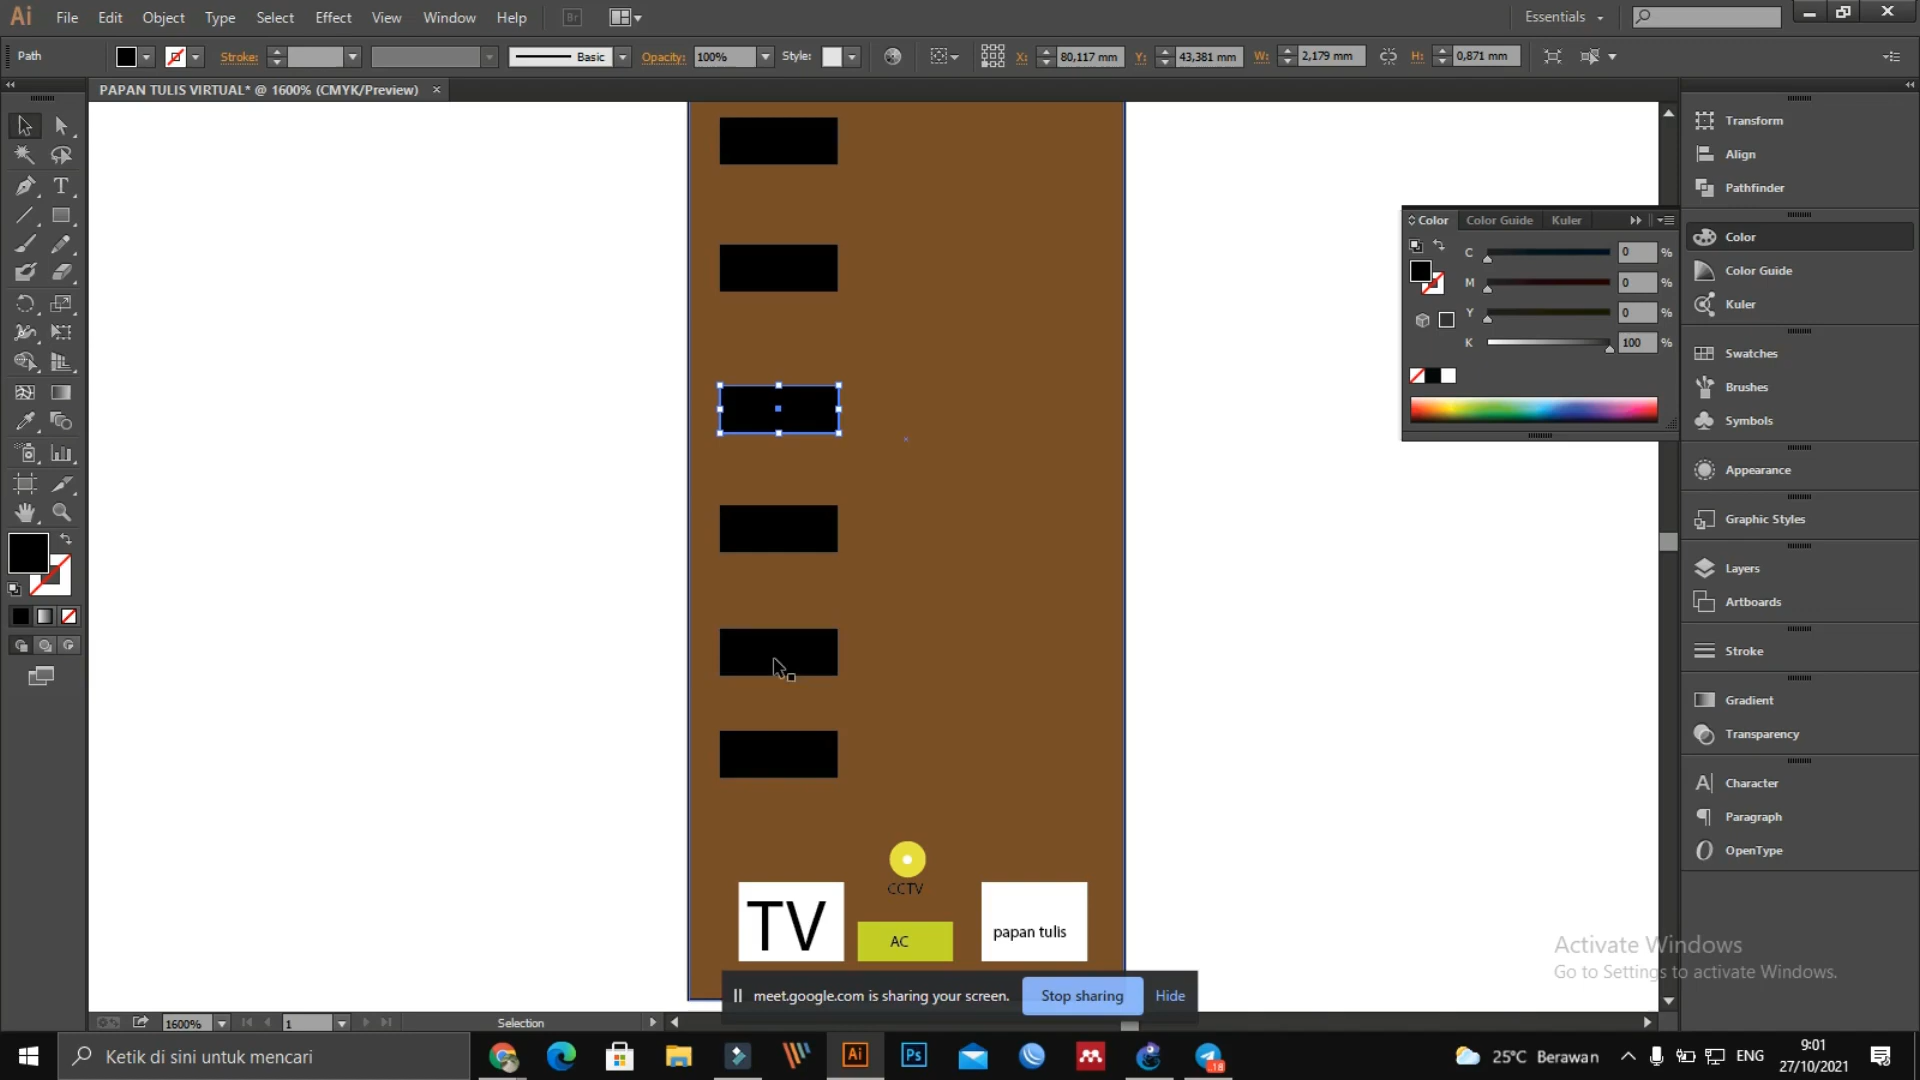 Ai File Edit Object Type Select Effect View Window Help Br Essentials
Path Stroke: Basic Opacity: 100% Style: X: 80,117 mm Y: 43,381 mm W: 2,179 mm H: 0,871 mm
PAPAN TULIS VIRTUAL* @ 1600% (CMYK/Preview) ×
Transform
Align
Pathfinder
Color
Color Guide
Kuler
Swatches
Brushes
Symbols
Appearance
Graphic Styles
Layers
Artboards
Stroke
Gradient
Transparency
Character
Paragraph
OpenType
Color Color Guide Kuler
C 0 %
M 0 %
Y 0 %
K 100 %
CCTV
TV
AC
papan tulis
Activate Windows
Go to Settings to activate Windows.
meet.google.com is sharing your screen. Stop sharing Hide
1600% 1 Selection
Ketik di sini untuk mencari
Ai Ps 18
25°C Berawan ENG 9:01
27/10/2021